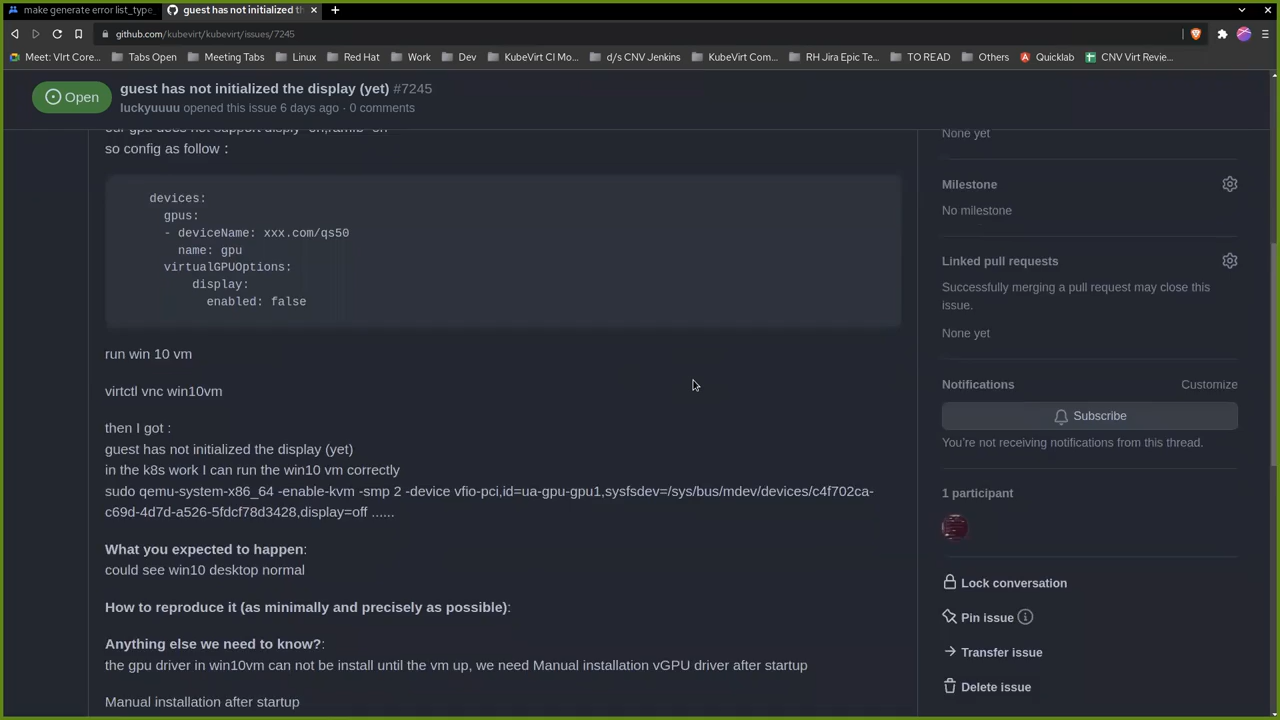 make generate error list_type_
guest has not initialized th
github.com/kubevirt/kubevirt/issues/7245
Meet: VIrt Core...
Tabs Open
Meeting Tabs
Linux
Red Hat
Work
Dev
KubeVirt CI Mo...
d/s CNV Jenkins
KubeVirt Com...
RH Jira Epic Te...
TO READ
Others
Quicklab
CNV Virt Revie...
Open
guest has not initialized the display (yet) #7245
luckyuuuu opened this issue 6 days ago · 0 comments
so config as follow：
devices:
gpus:
- deviceName: xxx.com/qs50
name: gpu
virtualGPUOptions:
display:
enabled: false
run win 10 vm
virtctl vnc win10vm
then I got :
guest has not initialized the display (yet)
in the k8s work I can run the win10 vm correctly
sudo qemu-system-x86_64 -enable-kvm -smp 2 -device vfio-pci,id=ua-gpu-gpu1,sysfsdev=/sys/bus/mdev/devices/c4f702ca-
c69d-4d7d-a526-5fdcf78d3428,display=off ......
What you expected to happen:
could see win10 desktop normal
How to reproduce it (as minimally and precisely as possible):
Anything else we need to know?:
the gpu driver in win10vm can not be install until the vm up, we need Manual installation vGPU driver after startup
Manual installation after startup
None yet
Milestone
No milestone
Linked pull requests
Successfully merging a pull request may close this
issue.
None yet
Notifications
Customize
Subscribe
You're not receiving notifications from this thread.
1 participant
Lock conversation
Pin issue
Transfer issue
Delete issue